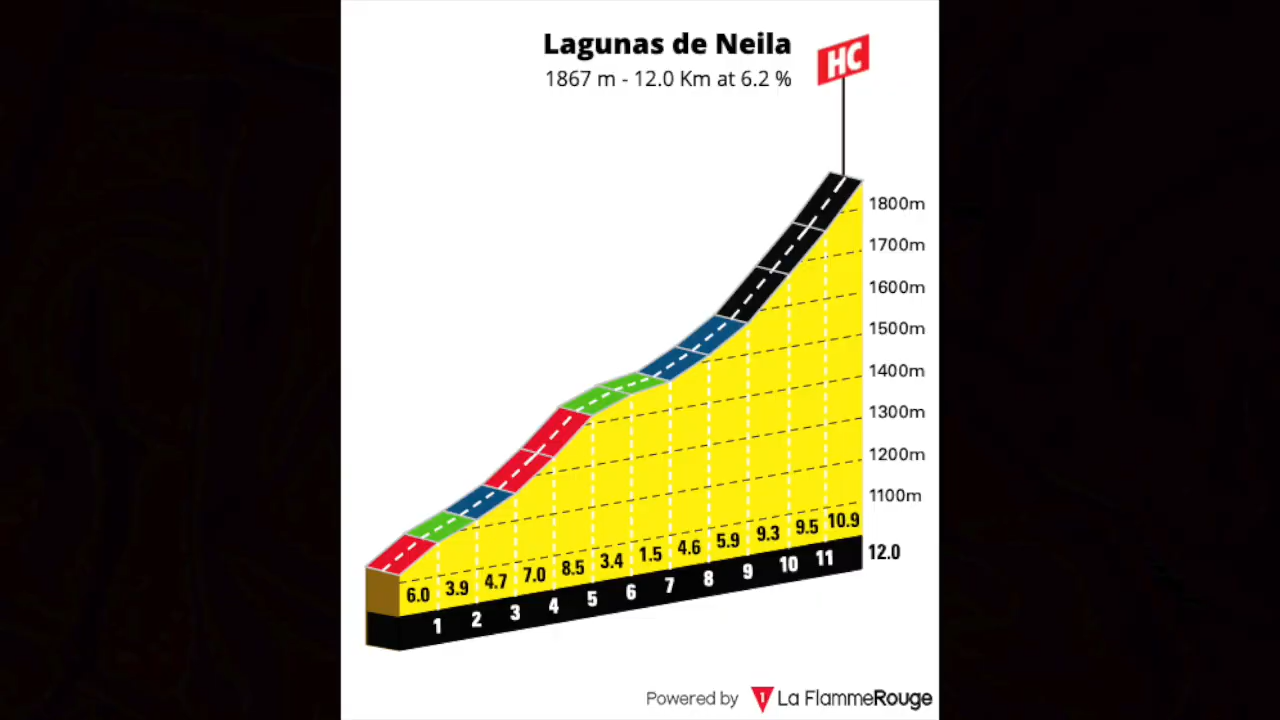 Lagunas de Neila
1867 m - 12.0 Km at 6.2 %
HC
1800m
1700m
1600m
1500m
1400m
1300m
1200m
1100m
6.0 3.9 4.7 7.0 8.5 3.4 1.5 4.6 5.9 9.3 9.5 10.9
1 2 3 4 5 6 7 8 9 10 11 12.0
Powered by 1 La FlammeRouge